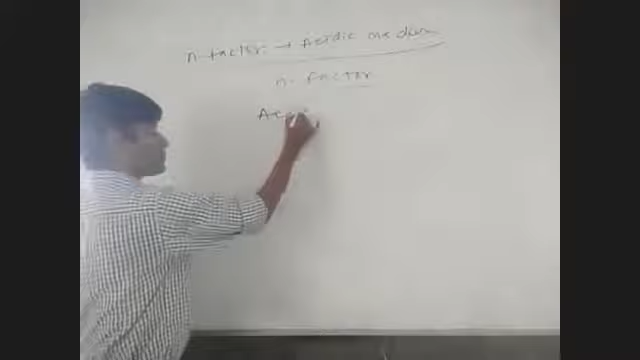 n-factor → Acidic medium
n-factor